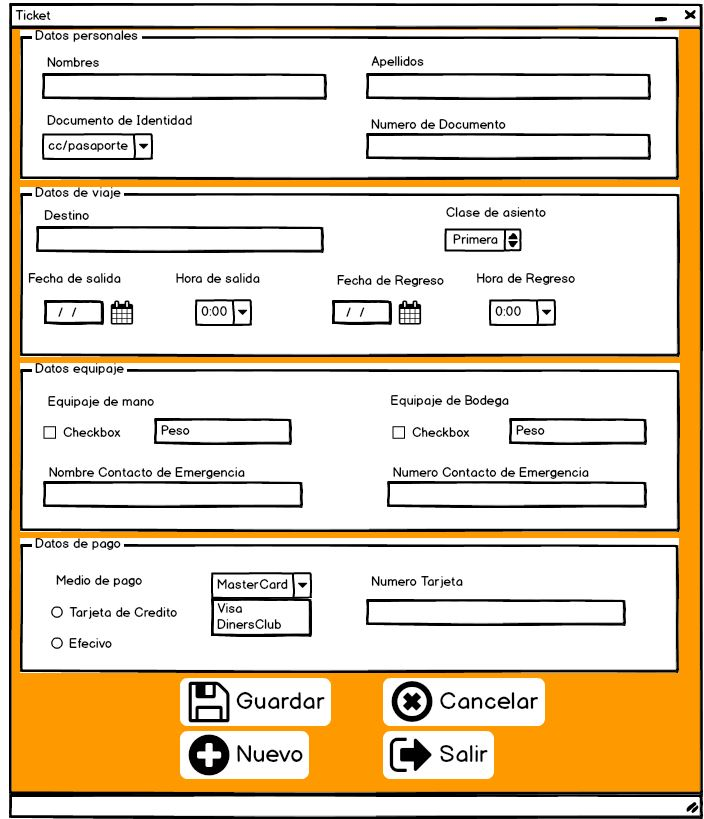 Ticket
Datos personales
Nombres
Apellidos
Documento de Identidad
Numero de Documento
cc/pasaporte
Datos de viaje
Destino
Clase de asiento
Primera
Fecha de salida
Hora de salida
Fecha de Regreso
Hora de Regreso
/ /
0:00
/ /
0:00
Datos equipaje
Equipaje de mano
Equipaje de Bodega
Checkbox
Peso
Checkbox
Peso
Nombre Contacto de Emergencia
Numero Contacto de Emergencia
Datos de pago
Medio de pago
MasterCard
Numero Tarjeta
Visa
Tarjeta de Credito
DinersClub
Efecivo
Guardar
Cancelar
Nuevo
Salir